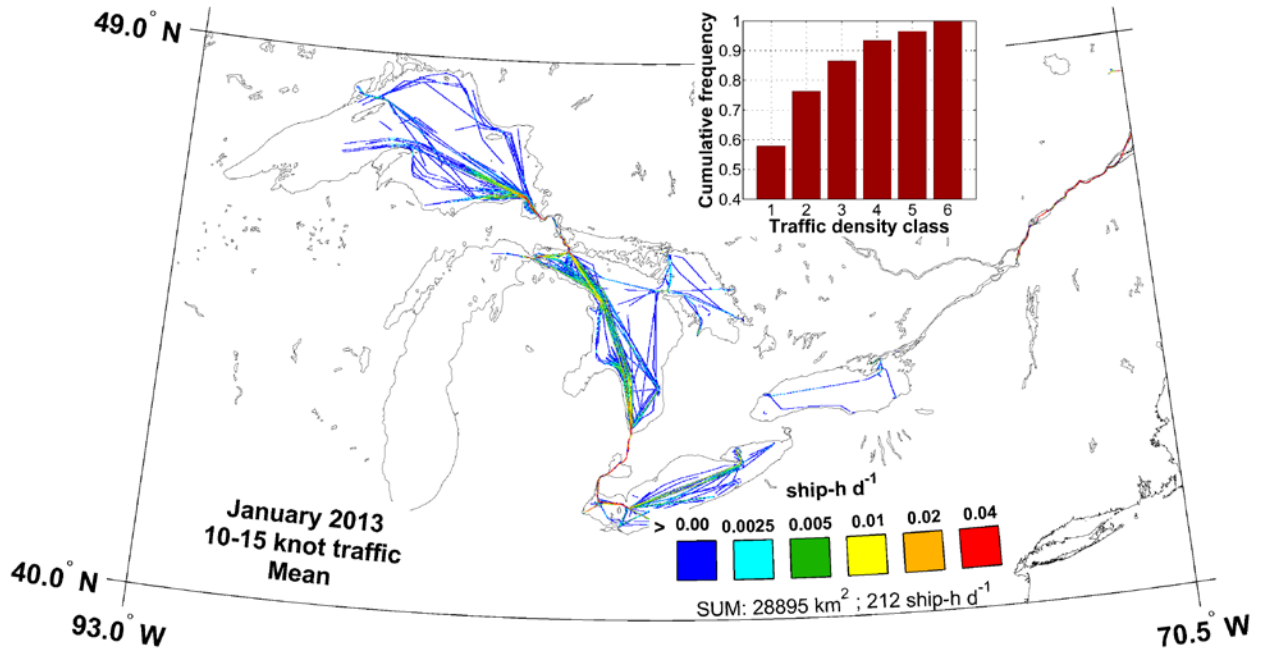 49.0° N
Cumulative frequency
1
0.9
0.8
0.7
0.6
0.5
0.4
1 2 3 4 5 6
Traffic density class
January 2013
10-15 knot traffic
Mean
ship-h d⁻¹
> 0.00 0.0025 0.005 0.01 0.02 0.04
SUM: 28895 km² ; 212 ship-h d⁻¹
40.0° N
93.0° W
70.5° W